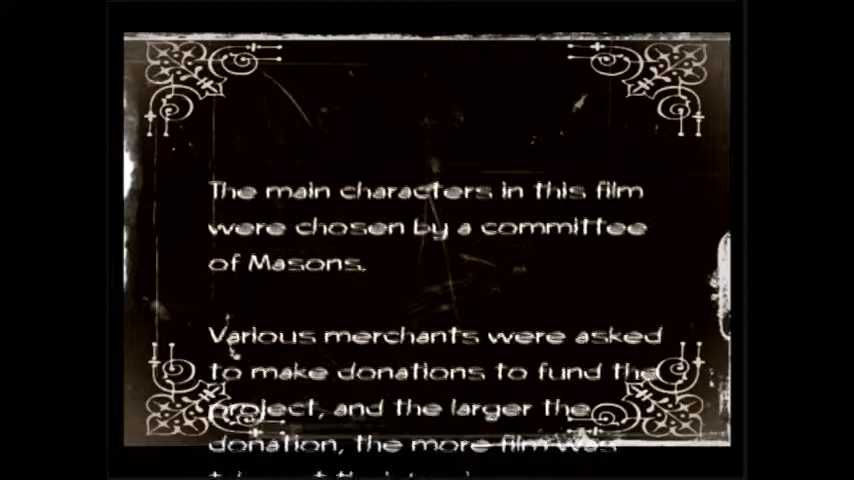 The main characters in this film
were chosen by a committee
of Masons.
Various merchants were asked
to make donations to fund the
project, and the larger the
donation, the more film was